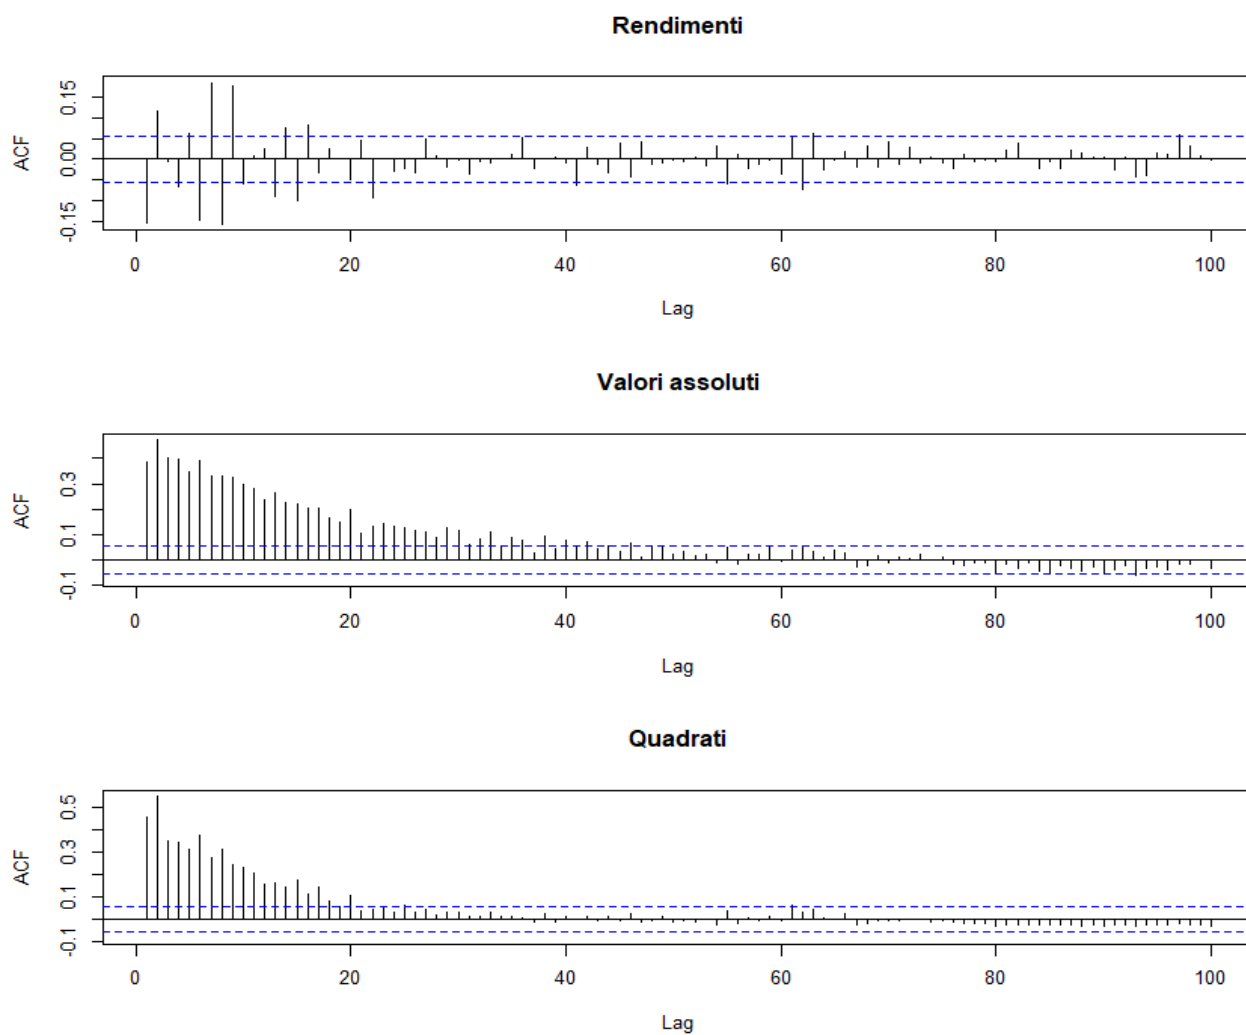 Rendimenti
ACF
-0.15 0.00 0.15
0 20 40 60 80 100
Lag
Valori assoluti
ACF
-0.1 0.1 0.3
0 20 40 60 80 100
Lag
Quadrati
ACF
-0.1 0.1 0.3 0.5
0 20 40 60 80 100
Lag